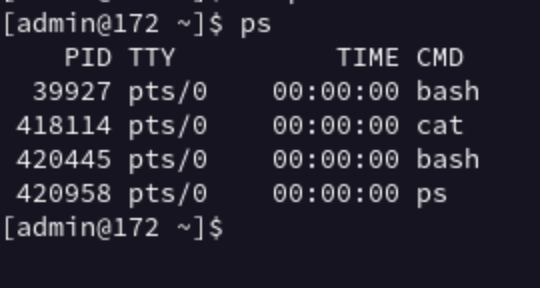 [admin@172 ~]$ ps
    PID TTY          TIME CMD
  39927 pts/0    00:00:00 bash
 418114 pts/0    00:00:00 cat
 420445 pts/0    00:00:00 bash
 420958 pts/0    00:00:00 ps
[admin@172 ~]$